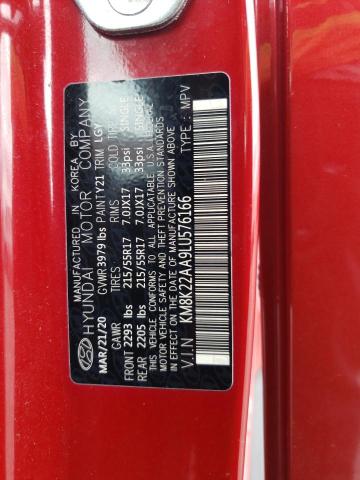 MANUFACTURED IN KOREA BY
HYUNDAI MOTOR COMPANY
MAR/21/20 GVWR 3979 lbs PAINT Y21 TRIM LGY
GAWR TIRES RIMS COLD TIRE
FRONT 2293 lbs 215/55R17 7.0JX17 33psi SINGLE
REAR 2205 lbs 215/55R17 7.0JX17 33psi SINGLE
THIS VEHICLE CONFORMS TO ALL APPLICABLE U.S.A. FEDERAL
MOTOR VEHICLE SAFETY AND THEFT PREVENTION STANDARDS
IN EFFECT ON THE DATE OF MANUFACTURE SHOWN ABOVE.
V.I.N KM8K22AA9LU576166 TYPE : MPV